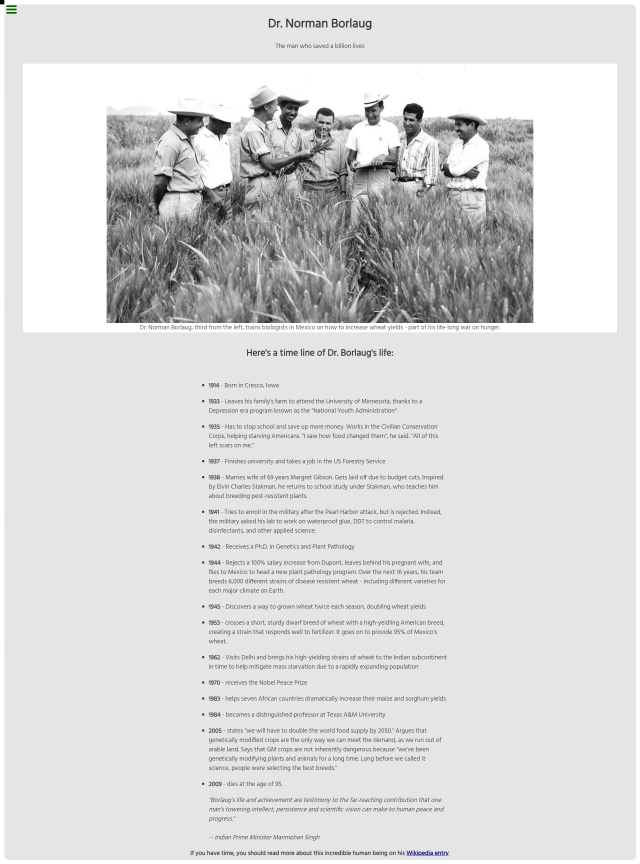 Dr. Norman Borlaug
The man who saved a billion lives
Dr. Norman Borlaug, third from the left, trains biologists in Mexico on how to increase wheat yields - part of his life-long war on hunger.
Here's a time line of Dr. Borlaug's life:
1914 - Born in Cresco, Iowa
1933 - Leaves his family's farm to attend the University of Minnesota, thanks to a
Depression era program known as the "National Youth Administration"
1935 - Has to stop school and save up more money. Works in the Civilian Conservation
Corps, helping starving Americans. "I saw how food changed them", he said. "All of this
left scars on me."
1937 - Finishes university and takes a job in the US Forestry Service
1938 - Marries wife of 69 years Margret Gibson. Gets laid off due to budget cuts. Inspired
by Elvin Charles Stakman, he returns to school study under Stakman, who teaches him
about breeding pest-resistent plants.
1941 - Tries to enroll in the military after the Pearl Harbor attack, but is rejected. Instead,
the military asked his lab to work on waterproof glue, DDT to control malaria,
disinfectants, and other applied science.
1942 - Receives a Ph.D. in Genetics and Plant Pathology
1944 - Rejects a 100% salary increase from Dupont, leaves behind his pregnant wife, and
flies to Mexico to head a new plant pathology program. Over the next 16 years, his team
breeds 6,000 different strains of disease resistent wheat - including different varieties for
each major climate on Earth.
1945 - Discovers a way to grown wheat twice each season, doubling wheat yields
1953 - crosses a short, sturdy dwarf breed of wheat with a high-yeidling American breed,
creating a strain that responds well to fertilizer. It goes on to provide 95% of Mexico's
wheat.
1962 - Visits Delhi and brings his high-yielding strains of wheat to the Indian subcontinent
in time to help mitigate mass starvation due to a rapidly expanding population
1970 - receives the Nobel Peace Prize
1983 - helps seven African countries dramatically increase their maize and sorghum yields
1984 - becomes a distinguished professor at Texas A&M University
2005 - states "we will have to double the world food supply by 2050." Argues that
genetically modified crops are the only way we can meet the demand, as we run out of
arable land. Says that GM crops are not inherently dangerous because "we've been
genetically modifying plants and animals for a long time. Long before we called it
science, people were selecting the best breeds."
2009 - dies at the age of 95.
"Borlaug's life and achievement are testimony to the far-reaching contribution that one
man's towering intellect, persistence and scientific vision can make to human peace and
progress."
-- Indian Prime Minister Manmohan Singh
If you have time, you should read more about this incredible human being on his Wikipedia entry.